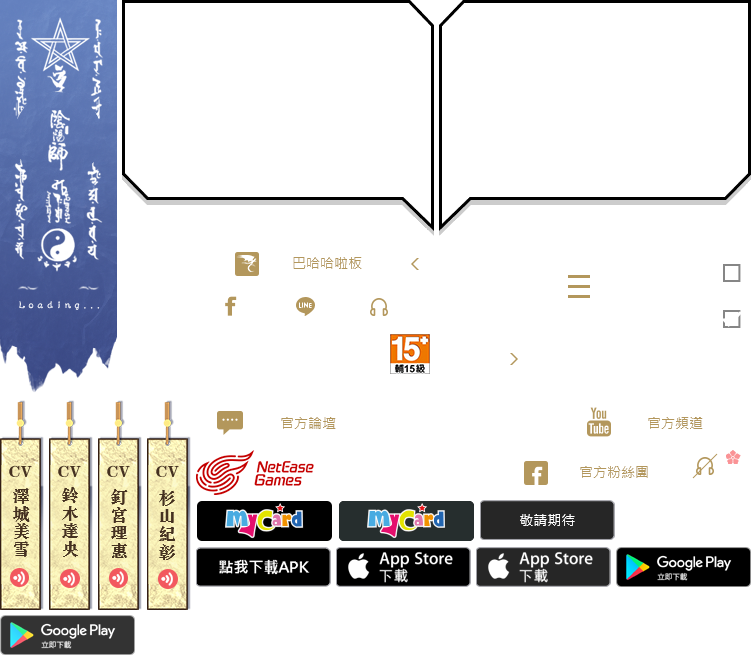 陰陽師
Loading...
巴哈哈啦板
LINE
15+
輔15級
官方論壇
You Tube
官方頻道
官方粉絲團
NetEase Games
CV 澤城美雪
CV 鈴木達央
CV 釘宮理惠
CV 杉山紀彰
MyCard
MyCard
敬請期待
點我下載APK
App Store 下載
App Store 下載
Google Play 立即下載
Google Play 立即下載